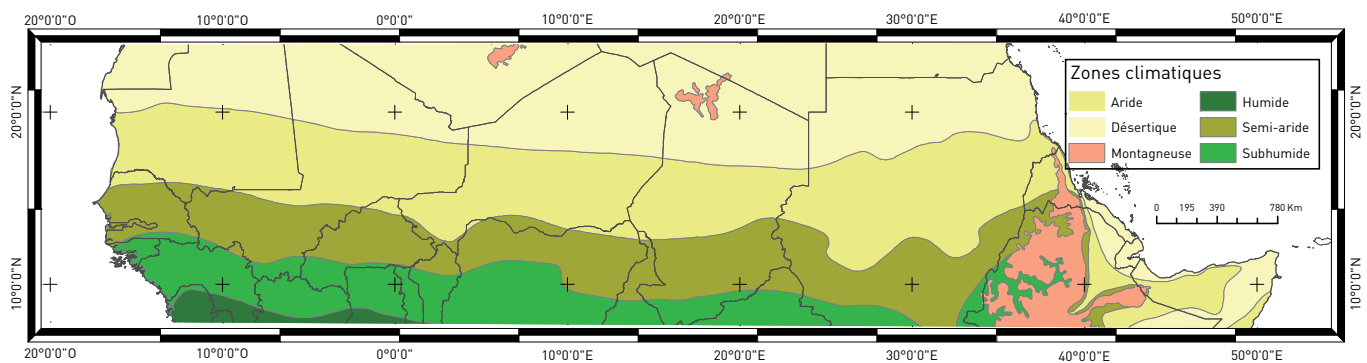 20°0'0"O 10°0'0"O 0°0' 10°0'0"E 20°0'0"E 30°0'0"E 40°0'0"E 50°0'0"E
Zones climatiques
Aride Humide
Désertique Semi-aride
Montagneuse Subhumide
20°0'0"N 20°0'0"N
0 195 390 780 Km
10°0'0"N 10°0'0"N
20°0'0"O 10°0'0"O 0°0' 10°0'0"E 20°0'0"E 30°0'0"E 40°0'0"E 50°0'0"E